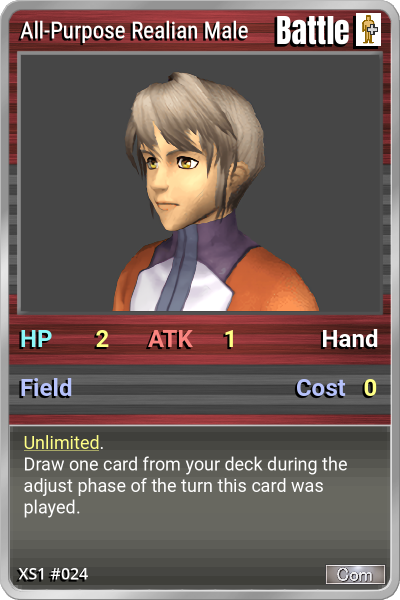 All-Purpose Realian Male Battle
HP 2 ATK 1 Hand
Field Cost 0
Unlimited.
Draw one card from your deck during the
adjust phase of the turn this card was
played.
XS1 #024 Com